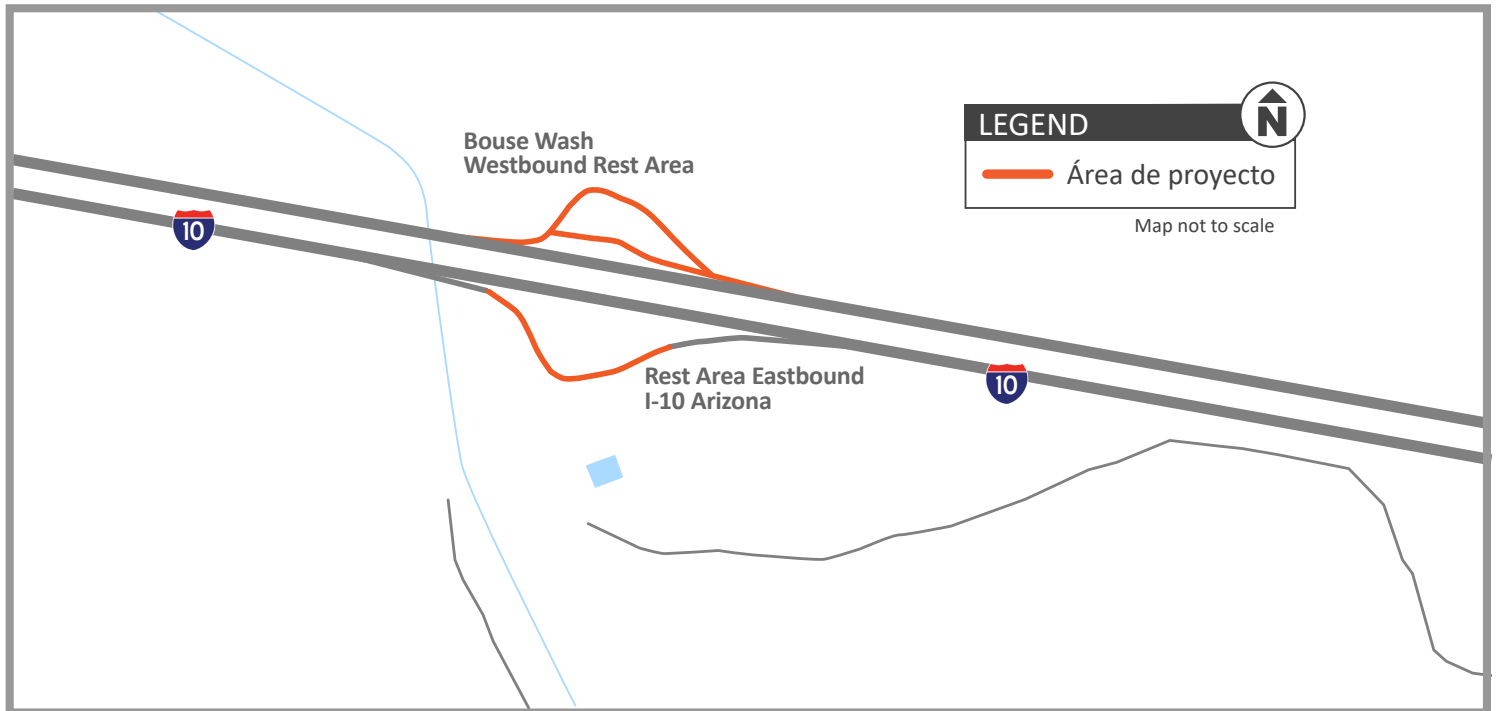 Bouse Wash
Westbound Rest Area
LEGEND
N
Área de proyecto
Map not to scale
10
Rest Area Eastbound
I-10 Arizona
10